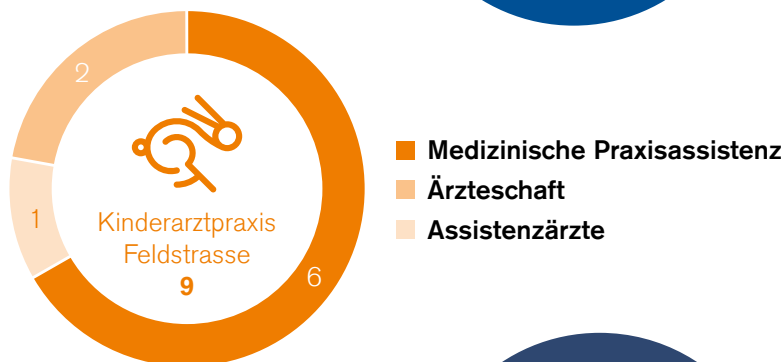 2
1
Kinderarztpraxis
Feldstrasse
9
6
Medizinische Praxisassistenz
Ärzteschaft
Assistenzärzte